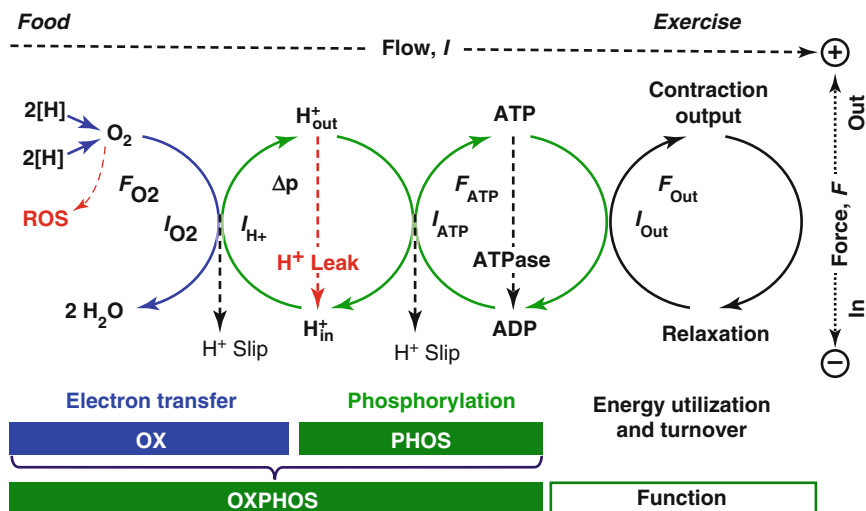 Food
Exercise
Flow, I
+
2[H]
2[H]
O2
ROS
FO2
IO2
2 H2O
H+out
Δp
IH+
H+ Leak
H+in
H+ Slip
ATP
FATP
IATP
ATPase
ADP
H+ Slip
Contraction
output
FOut
IOut
Relaxation
Out
Force, F
In
−
Electron transfer
Phosphorylation
Energy utilization
and turnover
OX
PHOS
OXPHOS
Function